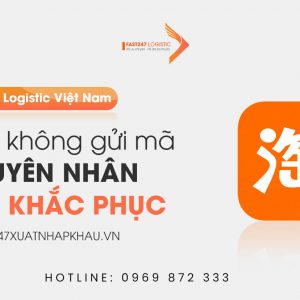 FAST247 LOGISTIC
Logistic Việt Nam
không gửi mã
UYÊN NHÂN
KHẮC PHỤC
47XUATNHAPKHAU.VN
HOTLINE: 0969 872 333